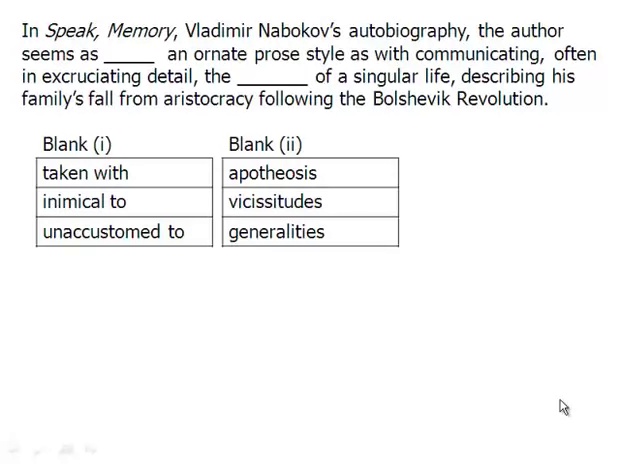 In Speak, Memory, Vladimir Nabokov's autobiography, the author
seems as _____ an ornate prose style as with communicating, often
in excruciating detail, the _______ of a singular life, describing his
family's fall from aristocracy following the Bolshevik Revolution.
Blank (i) Blank (ii)
taken with apotheosis
inimical to vicissitudes
unaccustomed to generalities